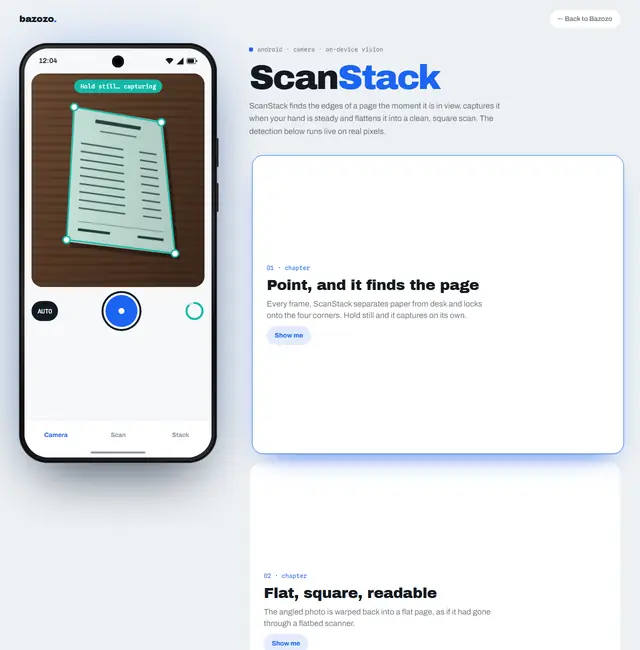 bazozo.
← Back to Bazozo
12:04
Hold still… capturing
AUTO
Camera
Scan
Stack
android · camera · on-device vision
ScanStack
ScanStack finds the edges of a page the moment it is in view, captures it
when your hand is steady and flattens it into a clean, square scan. The
detection below runs live on real pixels.
01 · chapter
Point, and it finds the page
Every frame, ScanStack separates paper from desk and locks
onto the four corners. Hold still and it captures on its own.
Show me
02 · chapter
Flat, square, readable
The angled photo is warped back into a flat page, as if it had gone
through a flatbed scanner.
Show me